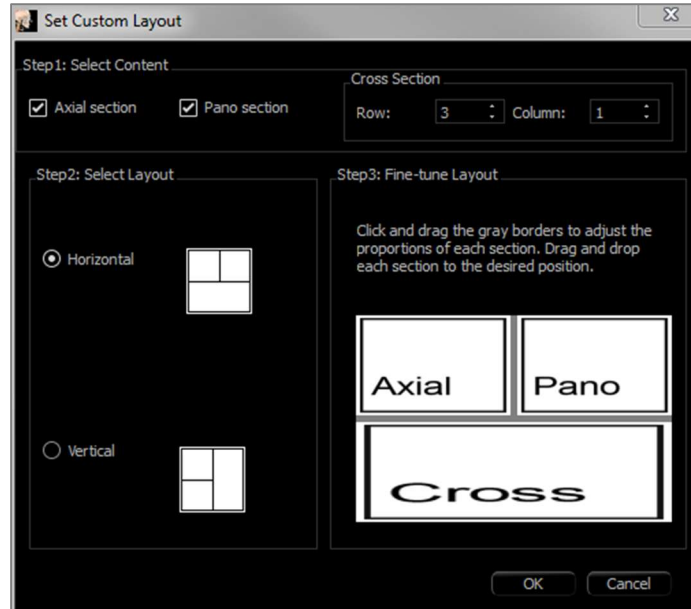 Set Custom Layout
Step1: Select Content
Axial section
Pano section
Cross Section
Row: 3 Column: 1
Step2: Select Layout
Horizontal
Vertical
Step3: Fine-tune Layout
Click and drag the gray borders to adjust the
proportions of each section. Drag and drop
each section to the desired position.
Axial Pano
Cross
OK Cancel